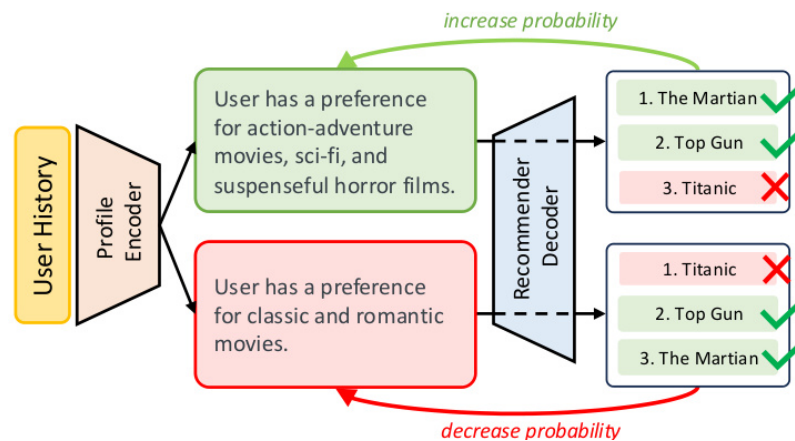 increase probability
User History
Profile
Encoder
User has a preference
for action-adventure
movies, sci-fi, and
suspenseful horror films.
User has a preference
for classic and romantic
movies.
Recommender
Decoder
1. The Martian
2. Top Gun
3. Titanic
1. Titanic
2. Top Gun
3. The Martian
decrease probability